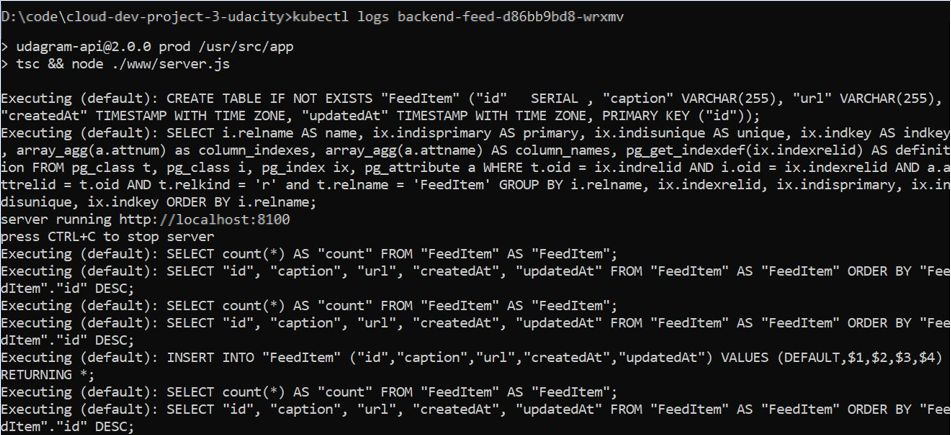 D:\code\cloud-dev-project-3-udacity>kubectl logs backend-feed-d86bb9bd8-wrxmv
> udagram-api@2.0.0 prod /usr/src/app
> tsc && node ./www/server.js
Executing (default): CREATE TABLE IF NOT EXISTS "FeedItem" ("id"   SERIAL , "caption" VARCHAR(255), "url" VARCHAR(255),
"createdAt" TIMESTAMP WITH TIME ZONE, "updatedAt" TIMESTAMP WITH TIME ZONE, PRIMARY KEY ("id"));
Executing (default): SELECT i.relname AS name, ix.indisprimary AS primary, ix.indisunique AS unique, ix.indkey AS indkey
, array_agg(a.attnum) as column_indexes, array_agg(a.attname) AS column_names, pg_get_indexdef(ix.indexrelid) AS definit
ion FROM pg_class t, pg_class i, pg_index ix, pg_attribute a WHERE t.oid = ix.indrelid AND i.oid = ix.indexrelid AND a.a
ttrelid = t.oid AND t.relkind = 'r' and t.relname = 'FeedItem' GROUP BY i.relname, ix.indexrelid, ix.indisprimary, ix.in
disunique, ix.indkey ORDER BY i.relname;
server running http://localhost:8100
press CTRL+C to stop server
Executing (default): SELECT count(*) AS "count" FROM "FeedItem" AS "FeedItem";
Executing (default): SELECT "id", "caption", "url", "createdAt", "updatedAt" FROM "FeedItem" AS "FeedItem" ORDER BY "Fee
dItem"."id" DESC;
Executing (default): SELECT count(*) AS "count" FROM "FeedItem" AS "FeedItem";
Executing (default): SELECT "id", "caption", "url", "createdAt", "updatedAt" FROM "FeedItem" AS "FeedItem" ORDER BY "Fee
dItem"."id" DESC;
Executing (default): INSERT INTO "FeedItem" ("id","caption","url","createdAt","updatedAt") VALUES (DEFAULT,$1,$2,$3,$4)
RETURNING *;
Executing (default): SELECT count(*) AS "count" FROM "FeedItem" AS "FeedItem";
Executing (default): SELECT "id", "caption", "url", "createdAt", "updatedAt" FROM "FeedItem" AS "FeedItem" ORDER BY "Fee
dItem"."id" DESC;